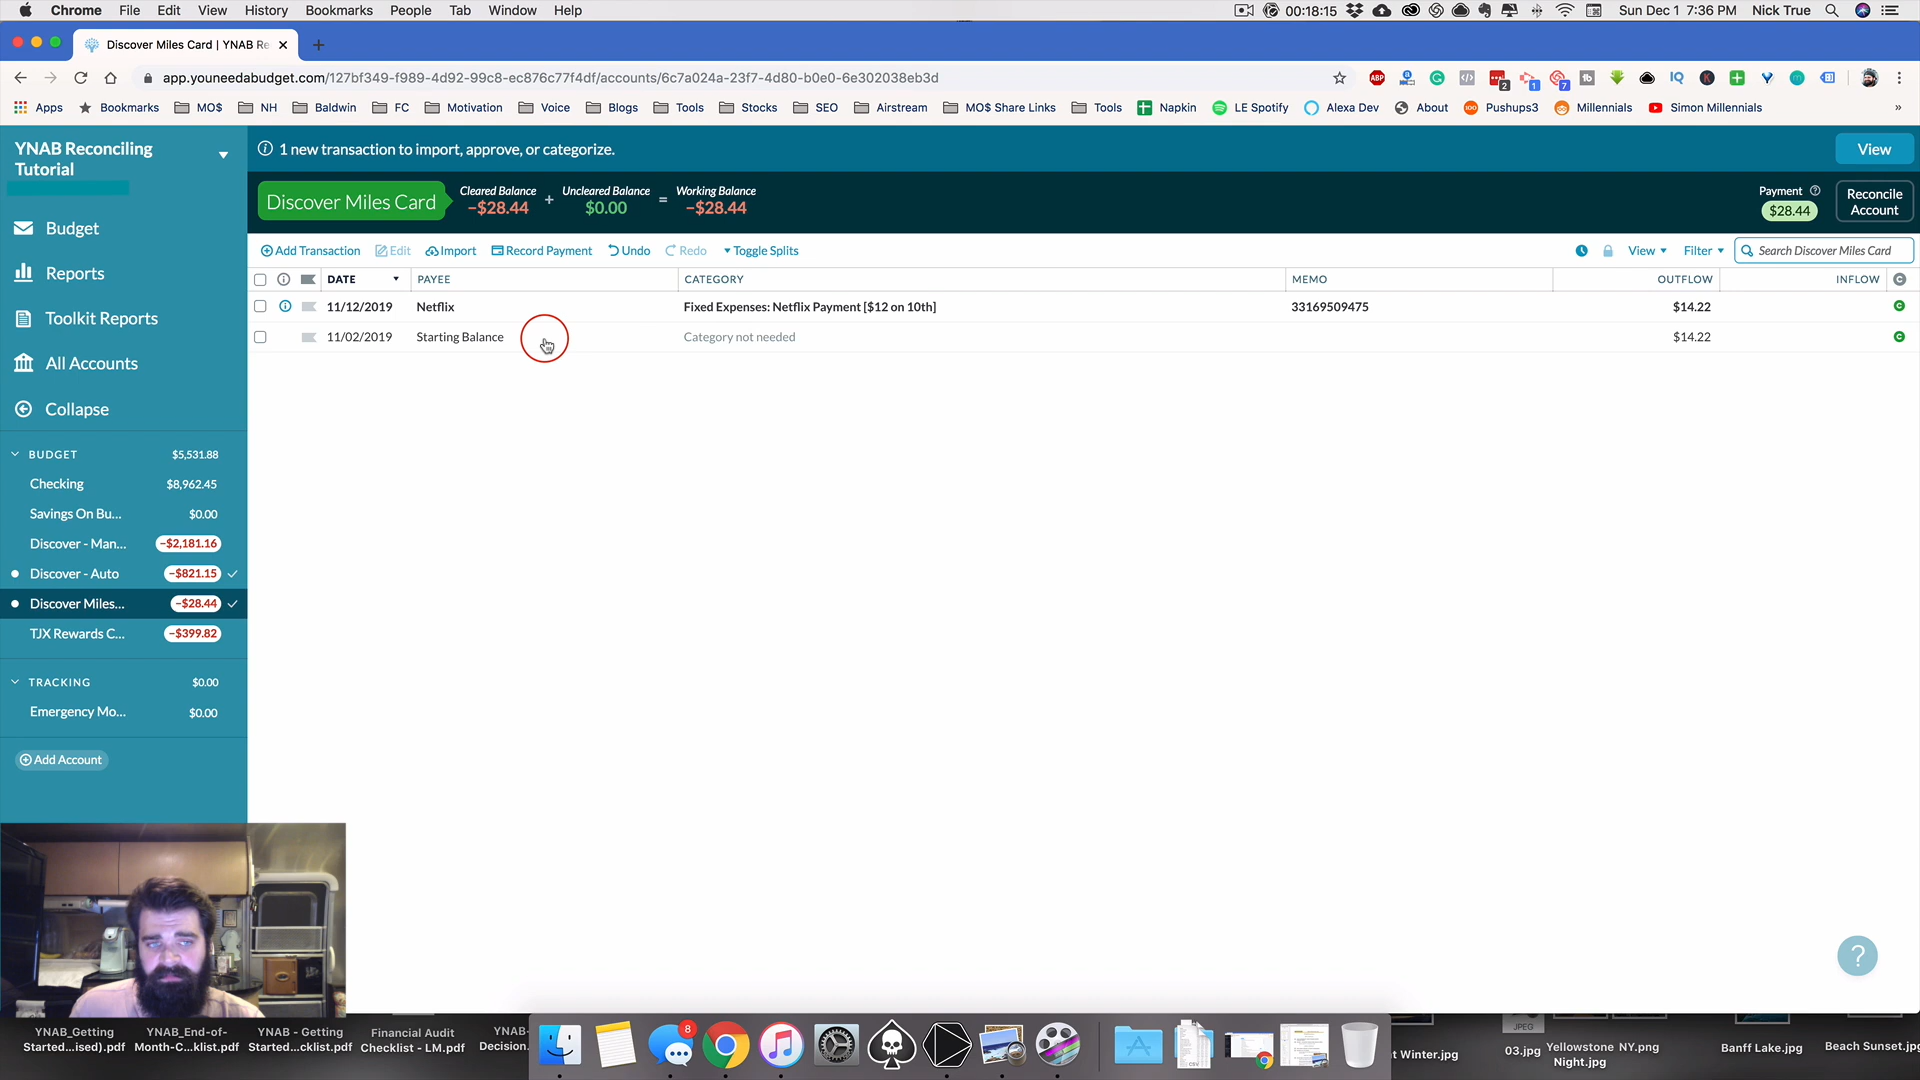 Chrome File Edit View History Bookmarks People Tab Window Help 00:18:15 Sun Dec 1 7:36 PM Nick True
Discover Miles Card | YNAB Re
app.youneedabudget.com/127bf349-f989-4d92-99c8-ec876c77f4df/accounts/6c7a024a-23f7-4d80-b0e0-6e302038eb3d
Apps Bookmarks MO$ NH Baldwin FC Motivation Voice Blogs Tools Stocks SEO Airstream MO$ Share Links Tools Napkin LE Spotify Alexa Dev About Pushups3 Millennials Simon Millennials »
YNAB Reconciling
Tutorial
1 new transaction to import, approve, or categorize. View
Discover Miles Card
Cleared Balance + Uncleared Balance = Working Balance
-$28.44 $0.00 -$28.44
Payment
$28.44
Reconcile
Account
Add Transaction Edit Import Record Payment Undo Redo Toggle Splits View Filter Search Discover Miles Card
DATE PAYEE CATEGORY MEMO OUTFLOW INFLOW
11/12/2019 Netflix Fixed Expenses: Netflix Payment [$12 on 10th] 33169509475 $14.22
11/02/2019 Starting Balance Category not needed $14.22
Budget
Reports
Toolkit Reports
All Accounts
Collapse
BUDGET $5,531.88
Checking $8,962.45
Savings On Bu... $0.00
Discover - Man... -$2,181.16
Discover - Auto -$821.15
Discover Miles... -$28.44
TJX Rewards C... -$399.82
TRACKING $0.00
Emergency Mo... $0.00
Add Account
?
YNAB_Getting
Started...ised).pdf
YNAB_End-of-
Month-C...klist.pdf
YNAB - Getting
Started...cklist.pdf
Financial Audit
Checklist - LM.pdf
YNAB-
Decision.
8
t Winter.jpg
JPEG
03.jpg
Yellowstone
Night.jpg
NY.png
Banff Lake.jpg
Beach Sunset.jp